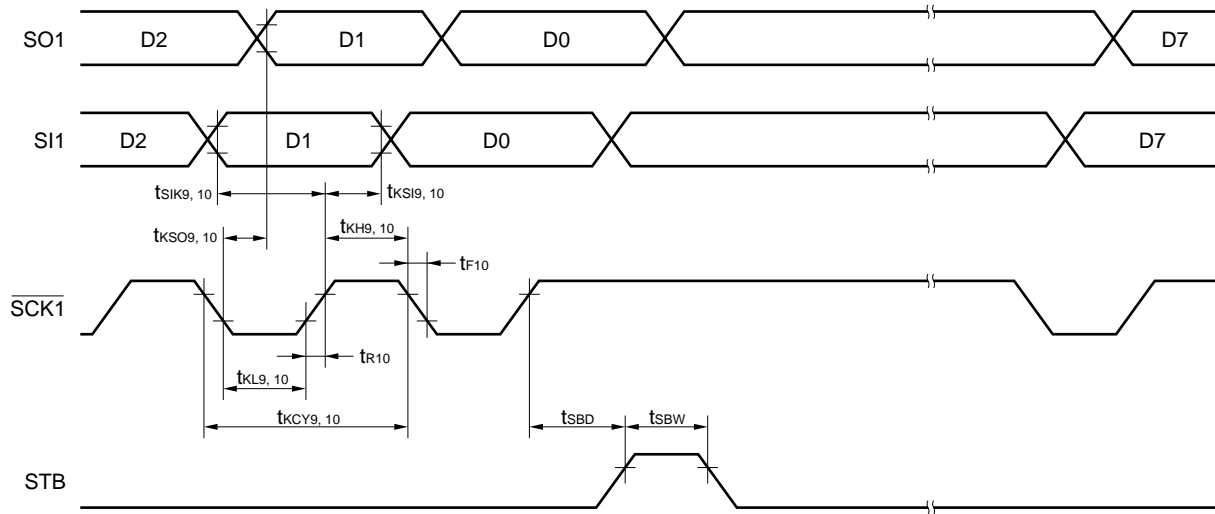 SO1 D2 D1 D0 D7
SI1 D2 D1 D0 D7
tSIK9, 10 tKSI9, 10
tKSO9, 10 tKH9, 10
tF10
SCK1
tR10
tKL9, 10
tKCY9, 10 tSBD tSBW
STB